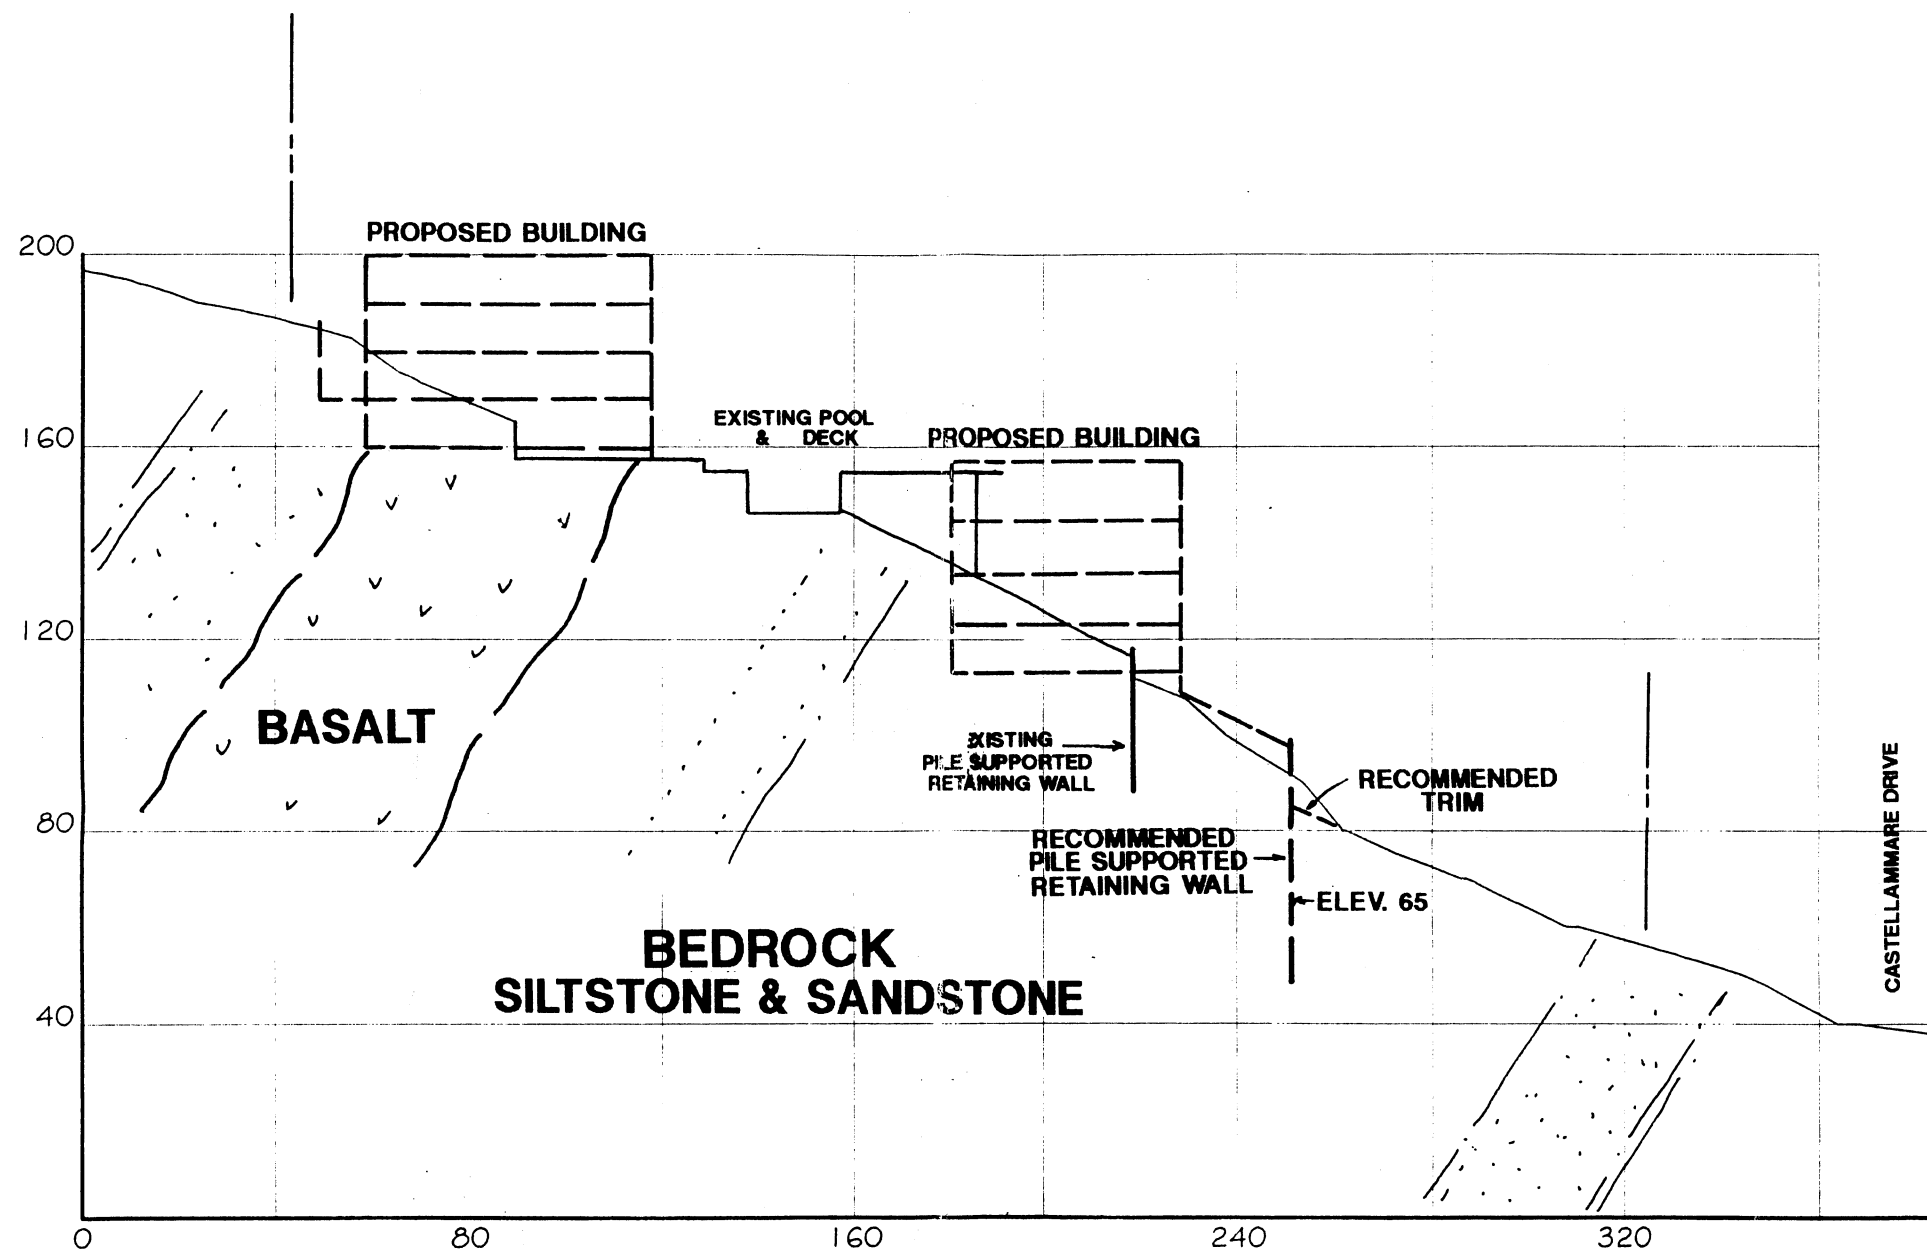 PROPOSED BUILDING
200
EXISTING POOL
& DECK
160
PROPOSED BUILDING
120
BASALT
XISTING
PILE SUPPORTED
RETAINING WALL
RECOMMENDED
TRIM
80
RECOMMENDED
PILE SUPPORTED
RETAINING WALL
ELEV. 65
CASTELLAMMARE DRIVE
BEDROCK
SILTSTONE & SANDSTONE
40
0
80
160
240
320